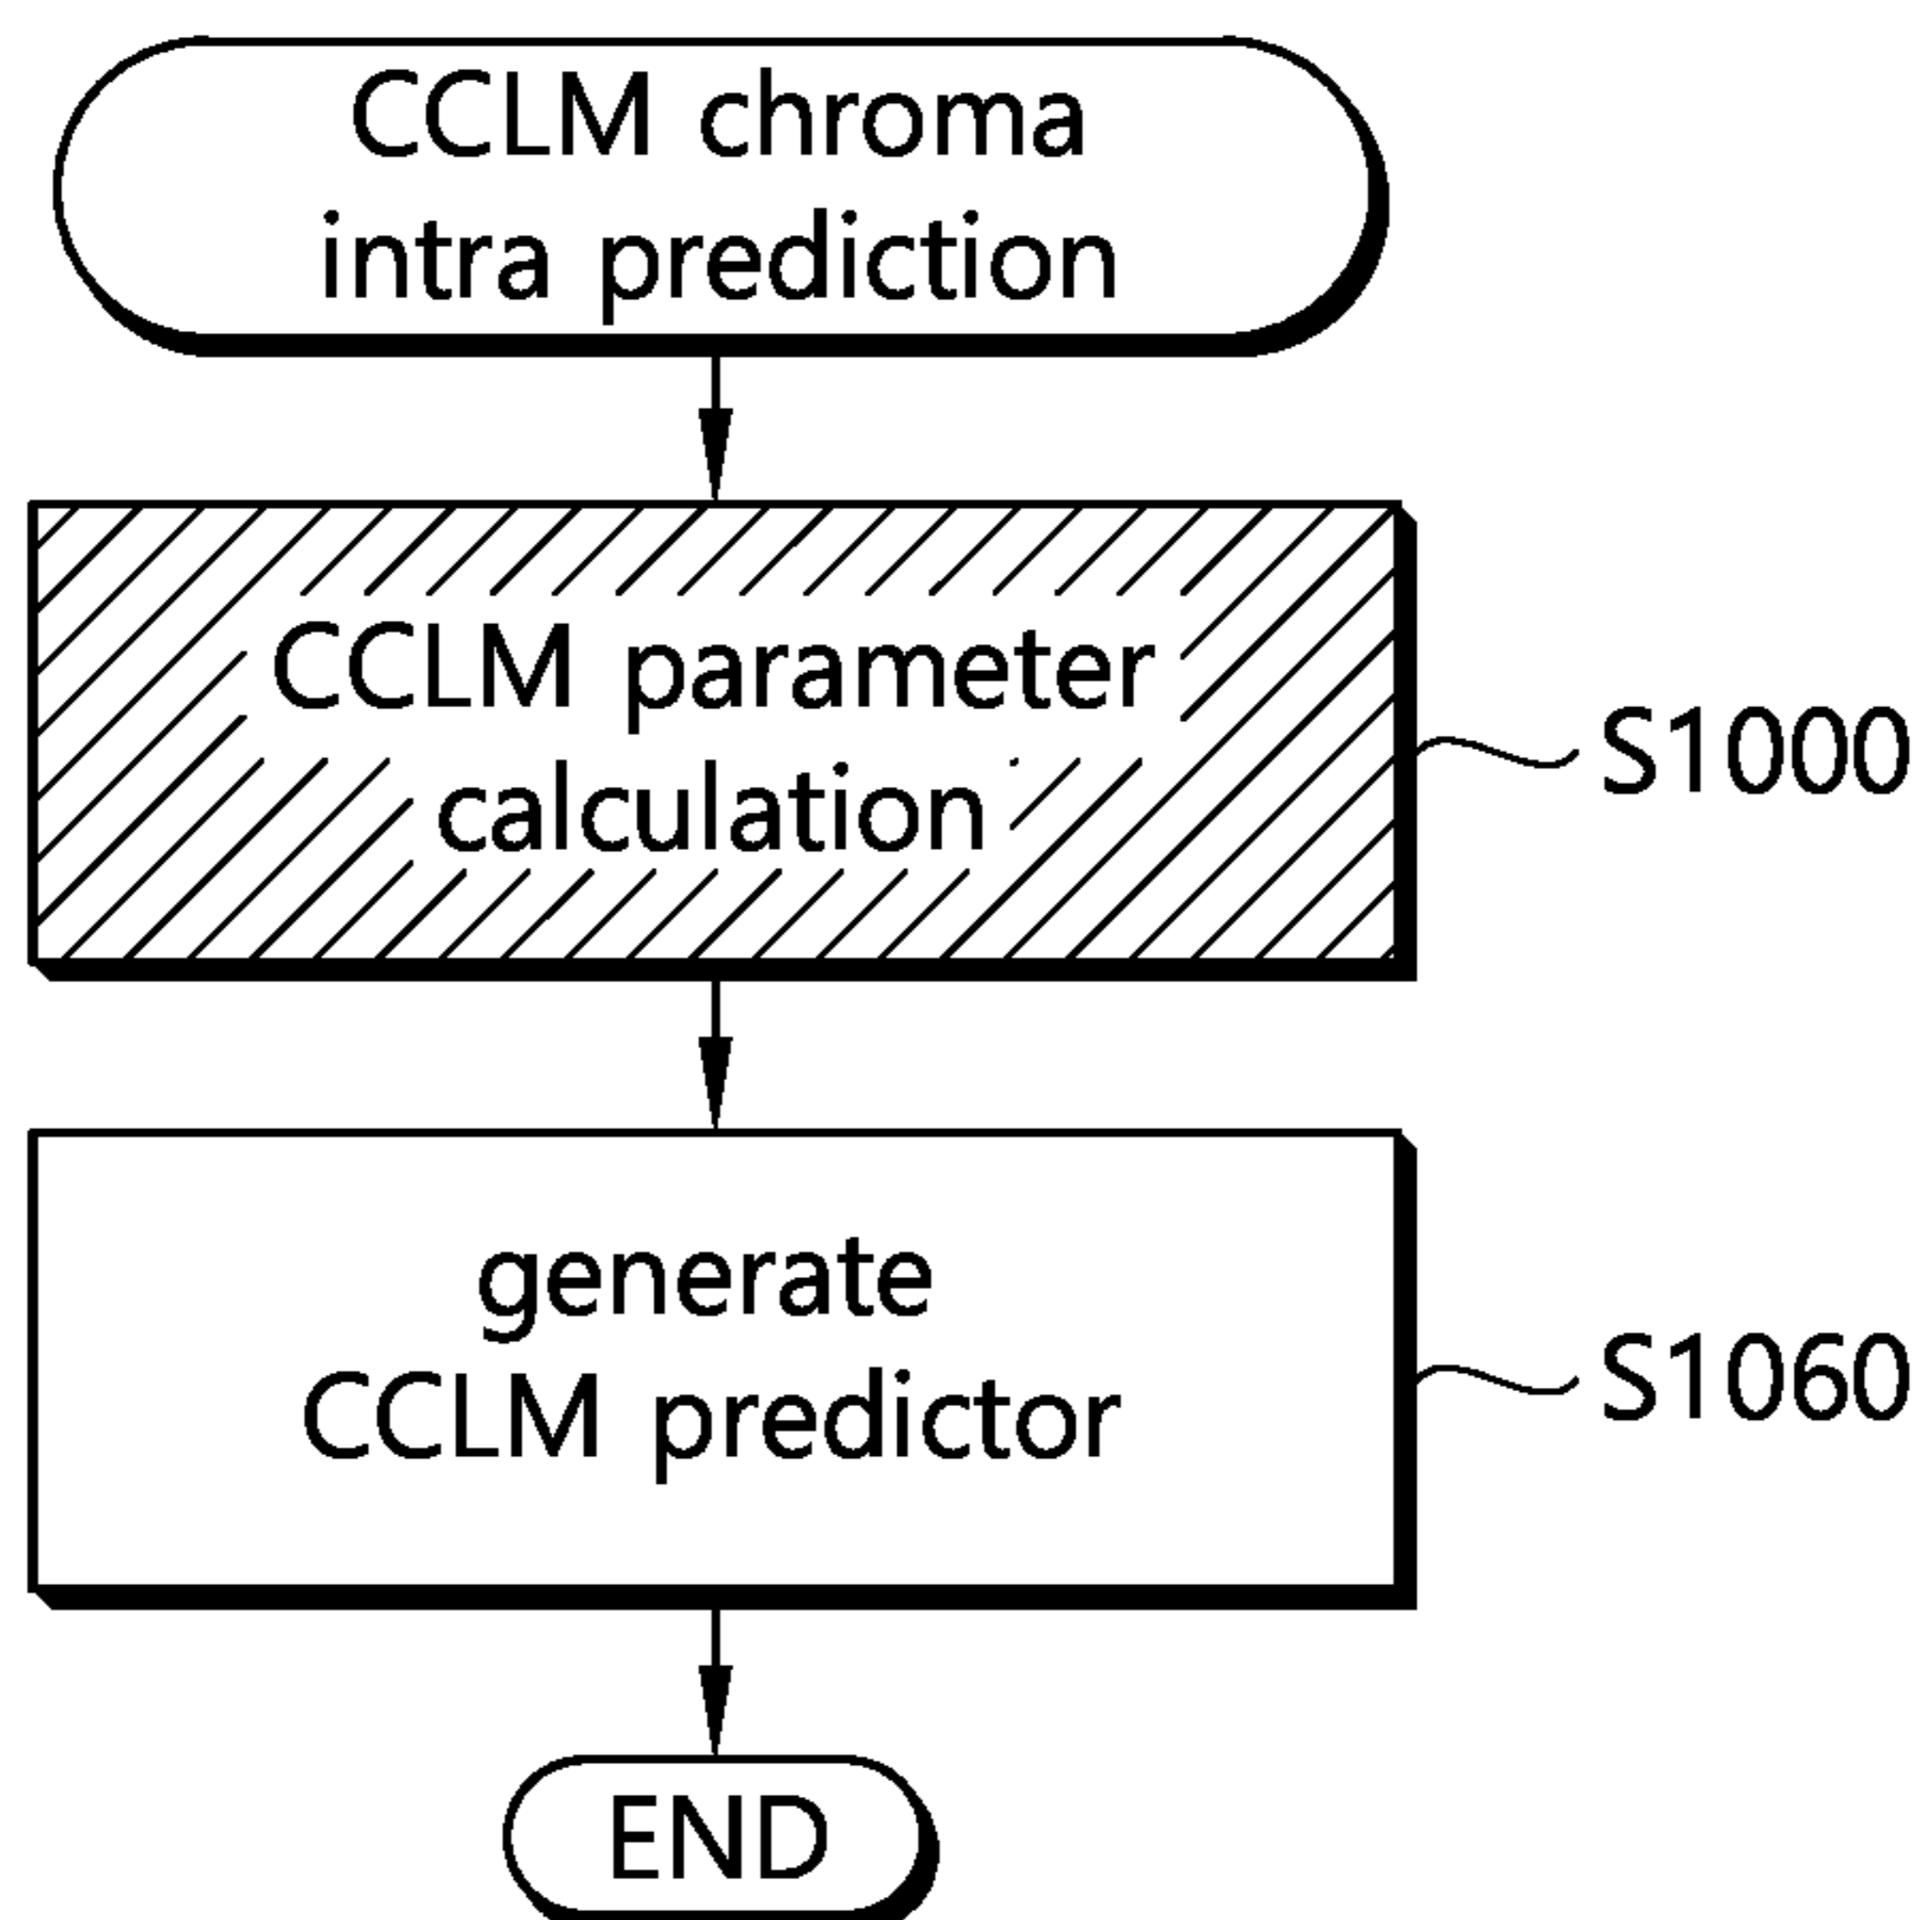 CCLM chroma
intra prediction
CCLM parameter
calculation
S1000
generate
CCLM predictor
S1060
END